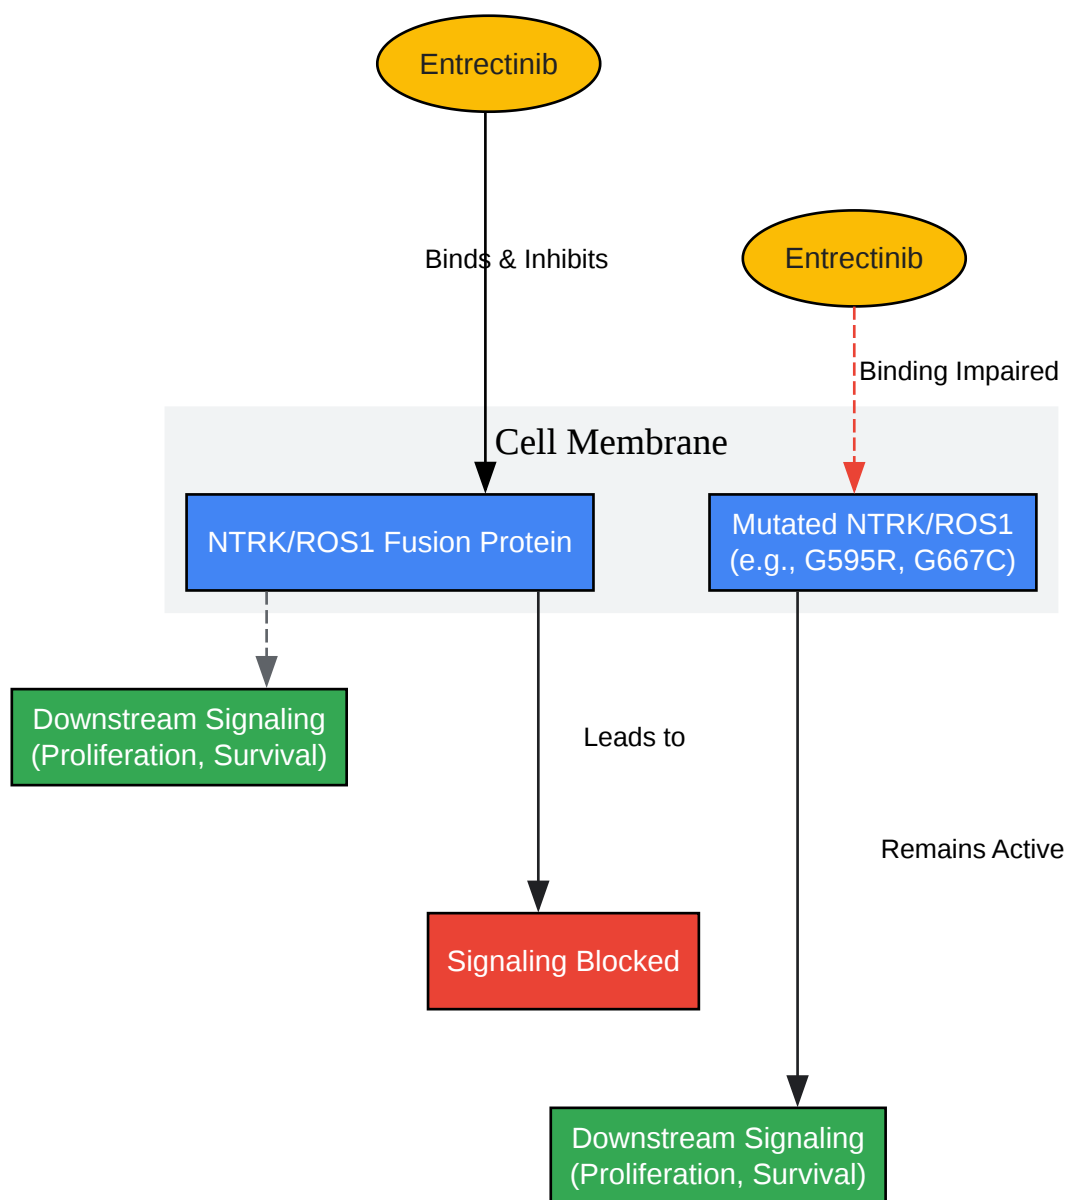 Entrectinib
Binds & Inhibits
Entrectinib
Binding Impaired
Cell Membrane
NTRK/ROS1 Fusion Protein
Mutated NTRK/ROS1
(e.g., G595R, G667C)
Downstream Signaling
(Proliferation, Survival)
Leads to
Remains Active
Signaling Blocked
Downstream Signaling
(Proliferation, Survival)